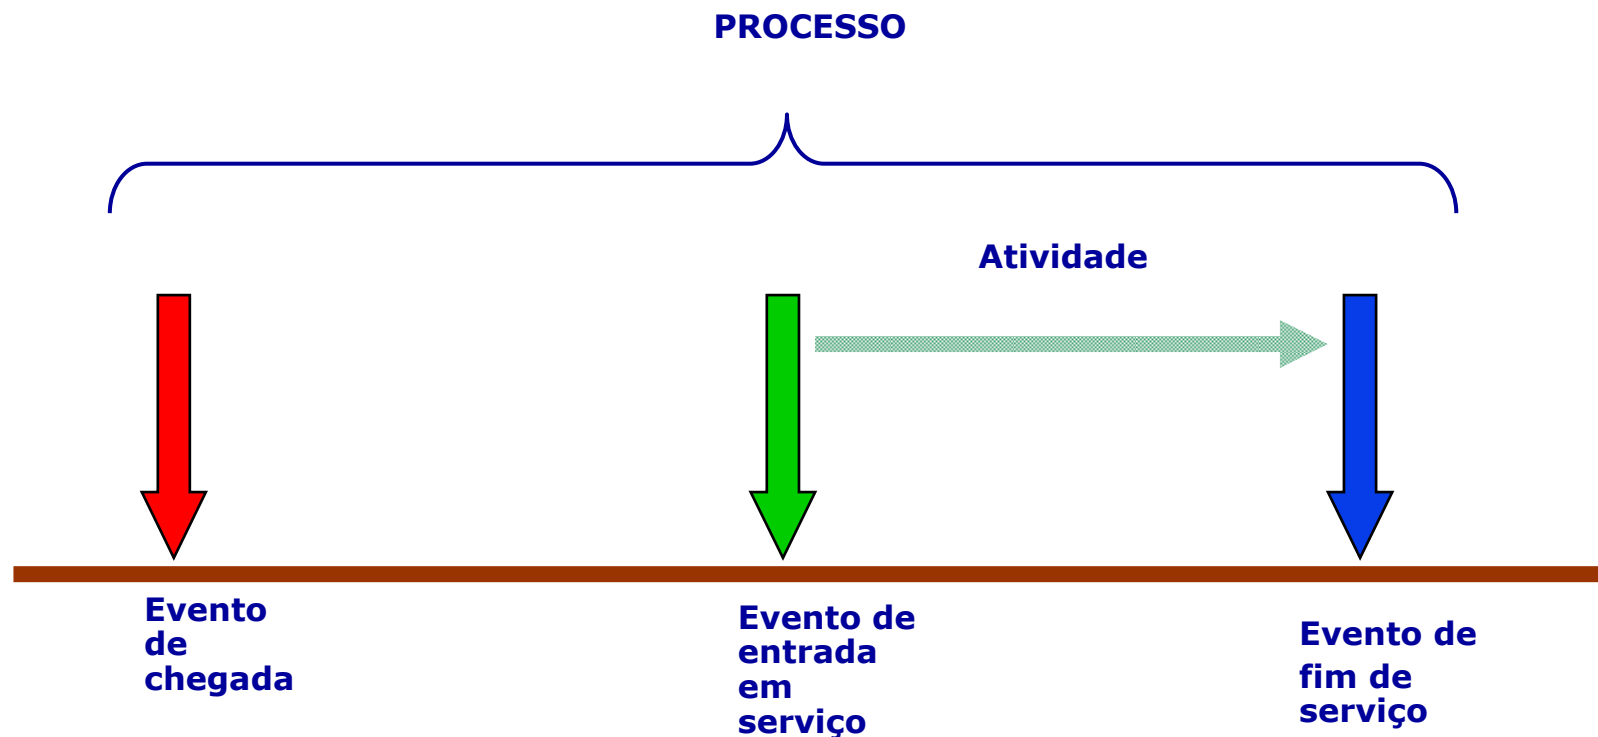 PROCESSO
Atividade
Evento
de
chegada
Evento de
entrada
em
serviço
Evento de
fim de
serviço